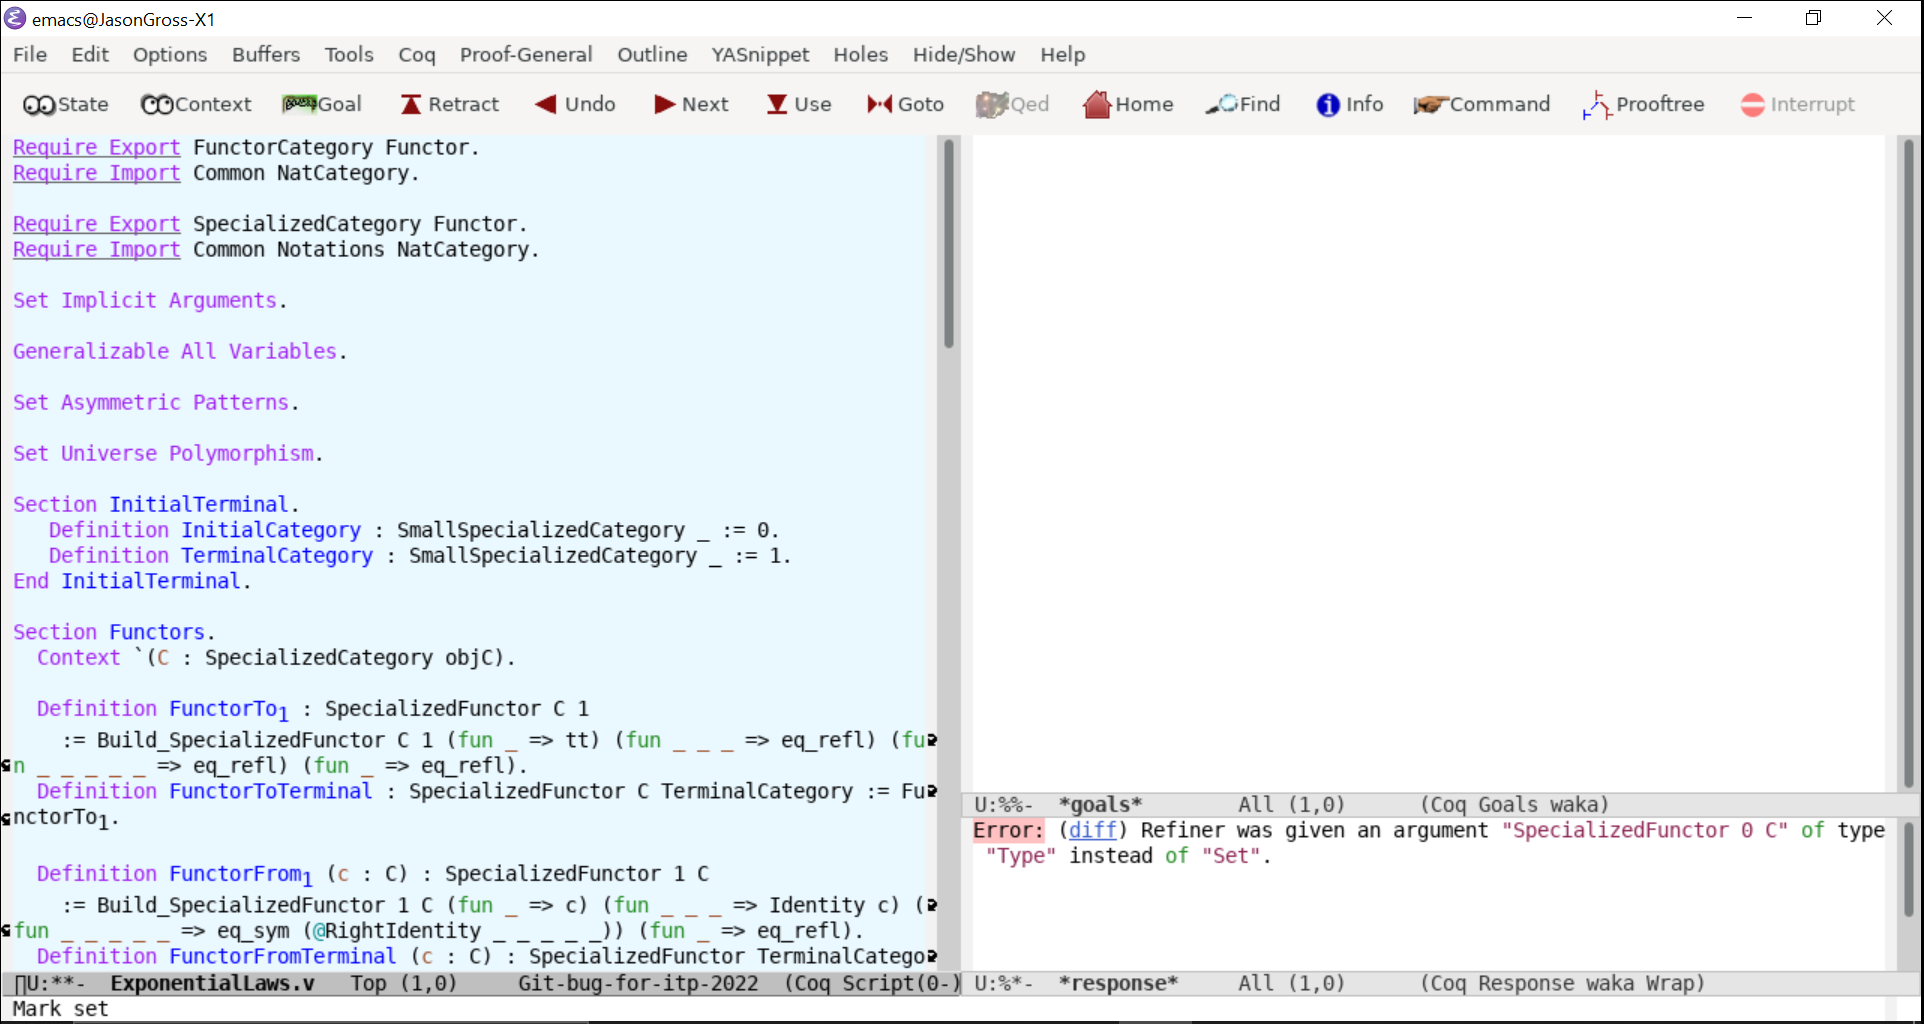 emacs@JasonGross-X1
File Edit Options Buffers Tools Coq Proof-General Outline YASnippet Holes Hide/Show Help
State Context Goal Retract Undo Next Use Goto Qed Home Find Info Command Prooftree Interrupt
Require Export FunctorCategory Functor.
Require Import Common NatCategory.
Require Export SpecializedCategory Functor.
Require Import Common Notations NatCategory.
Set Implicit Arguments.
Generalizable All Variables.
Set Asymmetric Patterns.
Set Universe Polymorphism.
Section InitialTerminal.
Definition InitialCategory : SmallSpecializedCategory _ := 0.
Definition TerminalCategory : SmallSpecializedCategory _ := 1.
End InitialTerminal.
Section Functors.
Context `(C : SpecializedCategory objC).
Definition FunctorTo1 : SpecializedFunctor C 1
:= Build_SpecializedFunctor C 1 (fun _ => tt) (fun _ _ _ => eq_refl) (fu
n _ _ _ _ _ => eq_refl) (fun _ => eq_refl).
Definition FunctorToTerminal : SpecializedFunctor C TerminalCategory := Fu
nctorTo1.
Definition FunctorFrom1 (c : C) : SpecializedFunctor 1 C
:= Build_SpecializedFunctor 1 C (fun _ => c) (fun _ _ _ => Identity c) (
fun _ _ _ _ _ => eq_sym (@RightIdentity _ _ _ _ _)) (fun _ => eq_refl).
Definition FunctorFromTerminal (c : C) : SpecializedFunctor TerminalCatego
U:**- ExponentialLaws.v Top (1,0) Git-bug-for-itp-2022 (Coq Script(0-)
Mark set
U:%%- *goals* All (1,0) (Coq Goals waka)
Error: (diff) Refiner was given an argument "SpecializedFunctor 0 C" of type
"Type" instead of "Set".
U:%*- *response* All (1,0) (Coq Response waka Wrap)